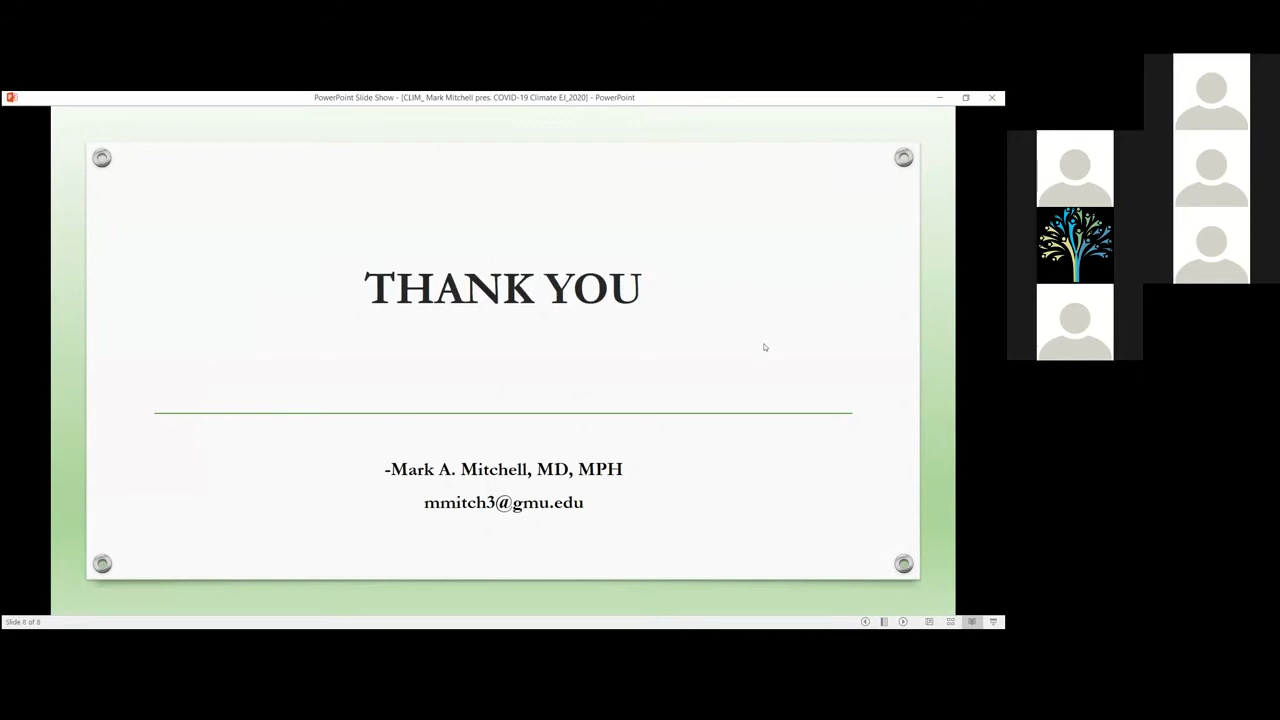 PowerPoint Slide Show - [CLIM_ Mark Mitchell pres. COVID-19 Climate EJ_2020] - PowerPoint
THANK YOU
-Mark A. Mitchell, MD, MPH
mmitch3@gmu.edu
Slide 8 of 8